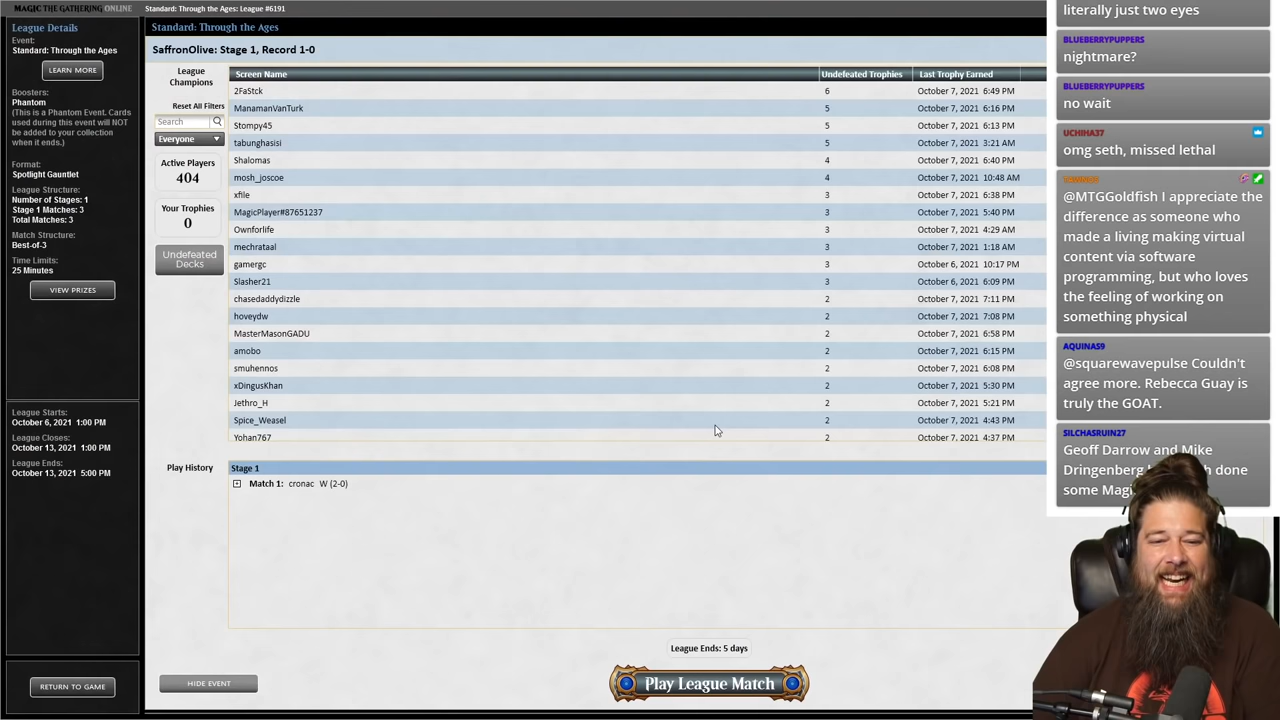 MAGIC THE GATHERING ONLINE
Standard: Through the Ages: League #6191
League Details
Event:
Standard: Through the Ages
LEARN MORE
Boosters:
Phantom
(This is a Phantom Event. Cards
used during this event will NOT
be added to your collection
when it ends.)
Format:
Spotlight Gauntlet
League Structure:
Number of Stages: 1
Stage 1 Matches: 3
Total Matches: 3
Match Structure:
Best-of-3
Time Limits:
25 Minutes
VIEW PRIZES
League Starts:
October 6, 2021 1:00 PM
League Closes:
October 13, 2021 1:00 PM
League Ends:
October 13, 2021 5:00 PM
RETURN TO GAME
Standard: Through the Ages
SaffronOlive: Stage 1, Record 1-0
League
Champions
Reset All Filters
Search
Everyone
Active Players
404
Your Trophies
0
Undefeated
Decks
Screen Name Undefeated Trophies Last Trophy Earned
2FaStck 6 October 7, 2021 6:49 PM
ManamanVanTurk 5 October 7, 2021 6:16 PM
Stompy45 5 October 7, 2021 6:13 PM
tabunghasisi 5 October 7, 2021 3:21 AM
Shalomas 4 October 7, 2021 6:40 PM
mosh_joscoe 4 October 7, 2021 10:48 AM
xfile 3 October 7, 2021 6:38 PM
MagicPlayer#87651237 3 October 7, 2021 5:40 PM
Ownforlife 3 October 7, 2021 4:29 AM
mechrataal 3 October 7, 2021 1:18 AM
gamergc 3 October 6, 2021 10:17 PM
Slasher21 3 October 6, 2021 6:09 PM
chasedaddydizzle 2 October 7, 2021 7:11 PM
hoveydw 2 October 7, 2021 7:08 PM
MasterMasonGADU 2 October 7, 2021 6:58 PM
amobo 2 October 7, 2021 6:15 PM
smuhennos 2 October 7, 2021 6:08 PM
xDingusKhan 2 October 7, 2021 5:30 PM
Jethro_H 2 October 7, 2021 5:21 PM
Spice_Weasel 2 October 7, 2021 4:43 PM
Yohan767 2 October 7, 2021 4:37 PM
Play History
Stage 1
Match 1: cronac W (2-0)
League Ends: 5 days
HIDE EVENT
Play League Match
literally just two eyes
BLUEBERRYPUPPERS
nightmare?
BLUEBERRYPUPPERS
no wait
UCHIHA37
omg seth, missed lethal
@MTGGoldfish I appreciate the
difference as someone who
made a living making virtual
content via software
programming, but who loves
the feeling of working on
something physical
AQUINAS9
@squarewavepulse Couldn't
agree more. Rebecca Guay is
truly the GOAT.
SILCHASRUIN27
Geoff Darrow and Mike
Dringenberg done
some